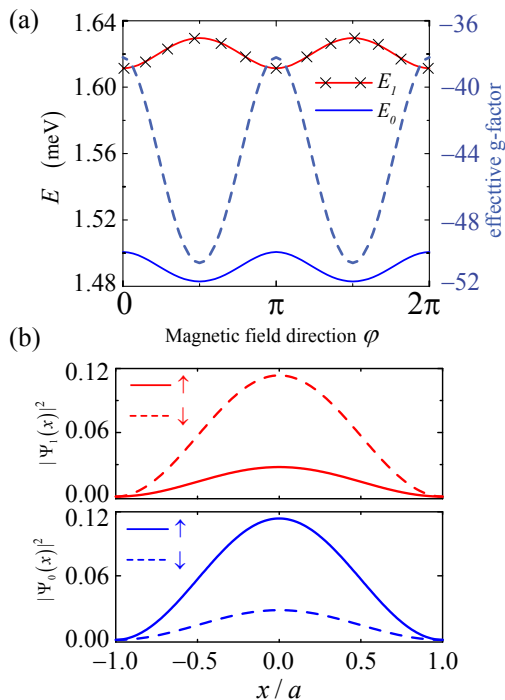 (a)
1.64
1.60
1.56
1.52
1.48
E (meV)
E1
E0
-36
-40
-44
-48
-52
effecttive g-factor
0
π
2π
Magnetic field direction φ
(b)
0.12
0.06
0.00
|Ψ1(x)|²
↑
↓
0.12
0.06
0.00
|Ψ0(x)|²
↑
↓
−1.0
−0.5
0.0
0.5
1.0
x / a